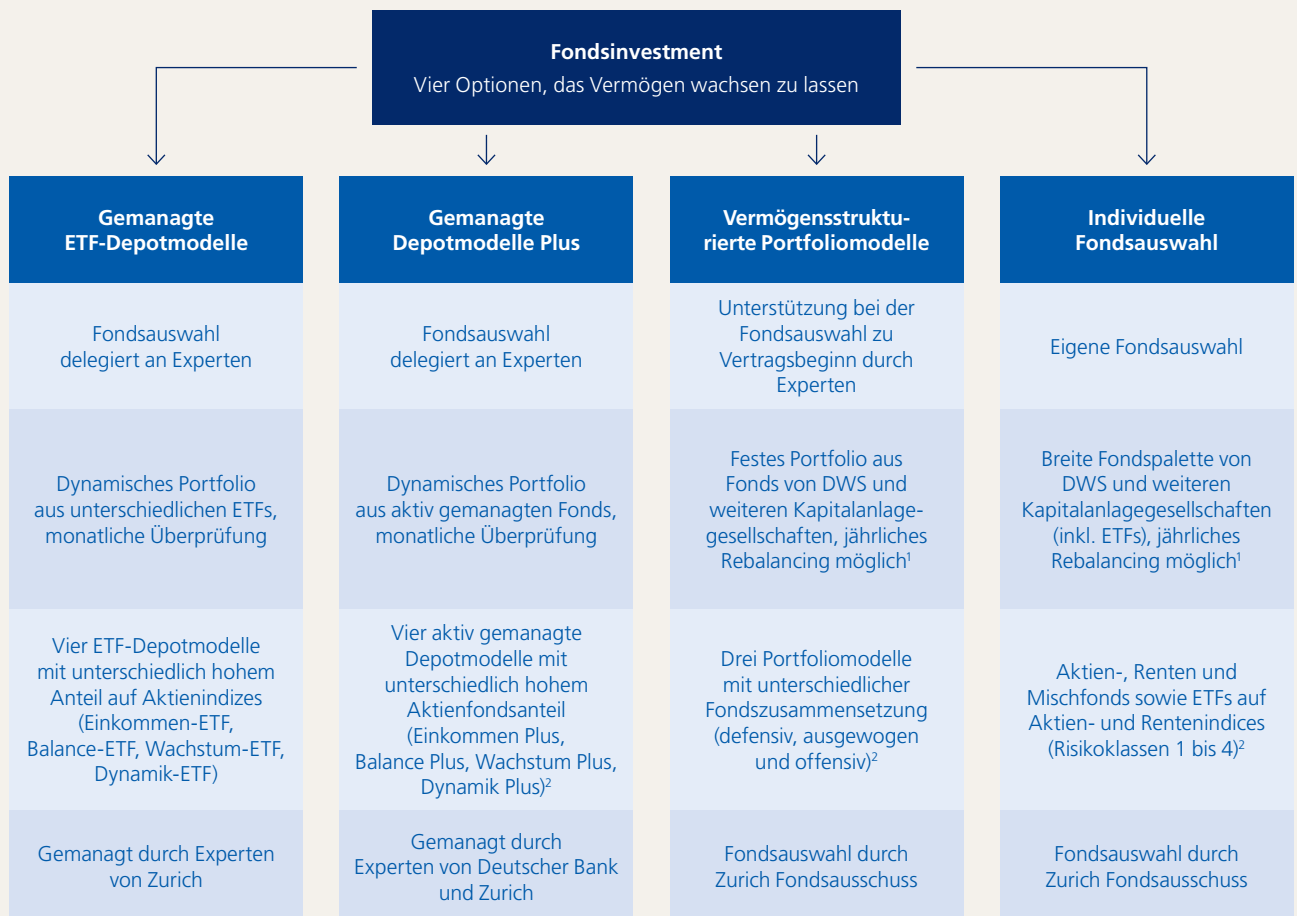 Fondsinvestment
Vier Optionen, das Vermögen wachsen zu lassen
Gemanagte
ETF-Depotmodelle
Fondsauswahl
delegiert an Experten
Dynamisches Portfolio
aus unterschiedlichen ETFs,
monatliche Überprüfung
Vier ETF-Depotmodelle
mit unterschiedlich hohem
Anteil auf Aktienindizes
(Einkommen-ETF,
Balance-ETF, Wachstum-ETF,
Dynamik-ETF)
Gemanagt durch Experten
von Zurich
Gemanagte
Depotmodelle Plus
Fondsauswahl
delegiert an Experten
Dynamisches Portfolio
aus aktiv gemanagten Fonds,
monatliche Überprüfung
Vier aktiv gemanagte
Depotmodelle mit
unterschiedlich hohem
Aktienfondsanteil
(Einkommen Plus,
Balance Plus, Wachstum Plus,
Dynamik Plus)²
Gemanagt durch
Experten von Deutscher Bank
und Zurich
Vermögensstruktu-
rierte Portfoliomodelle
Unterstützung bei der
Fondsauswahl zu
Vertragsbeginn durch
Experten
Festes Portfolio aus
Fonds von DWS und
weiteren Kapitalanlage-
gesellschaften, jährliches
Rebalancing möglich¹
Drei Portfoliomodelle
mit unterschiedlicher
Fondszusammensetzung
(defensiv, ausgewogen
und offensiv)²
Fondsauswahl durch
Zurich Fondsausschuss
Individuelle
Fondsauswahl
Eigene Fondsauswahl
Breite Fondspalette von
DWS und weiteren
Kapitalanlagegesellschaften
(inkl. ETFs), jährliches
Rebalancing möglich¹
Aktien-, Renten und
Mischfonds sowie ETFs auf
Aktien- und Rentenindices
(Risikoklassen 1 bis 4)²
Fondsauswahl durch
Zurich Fondsausschuss